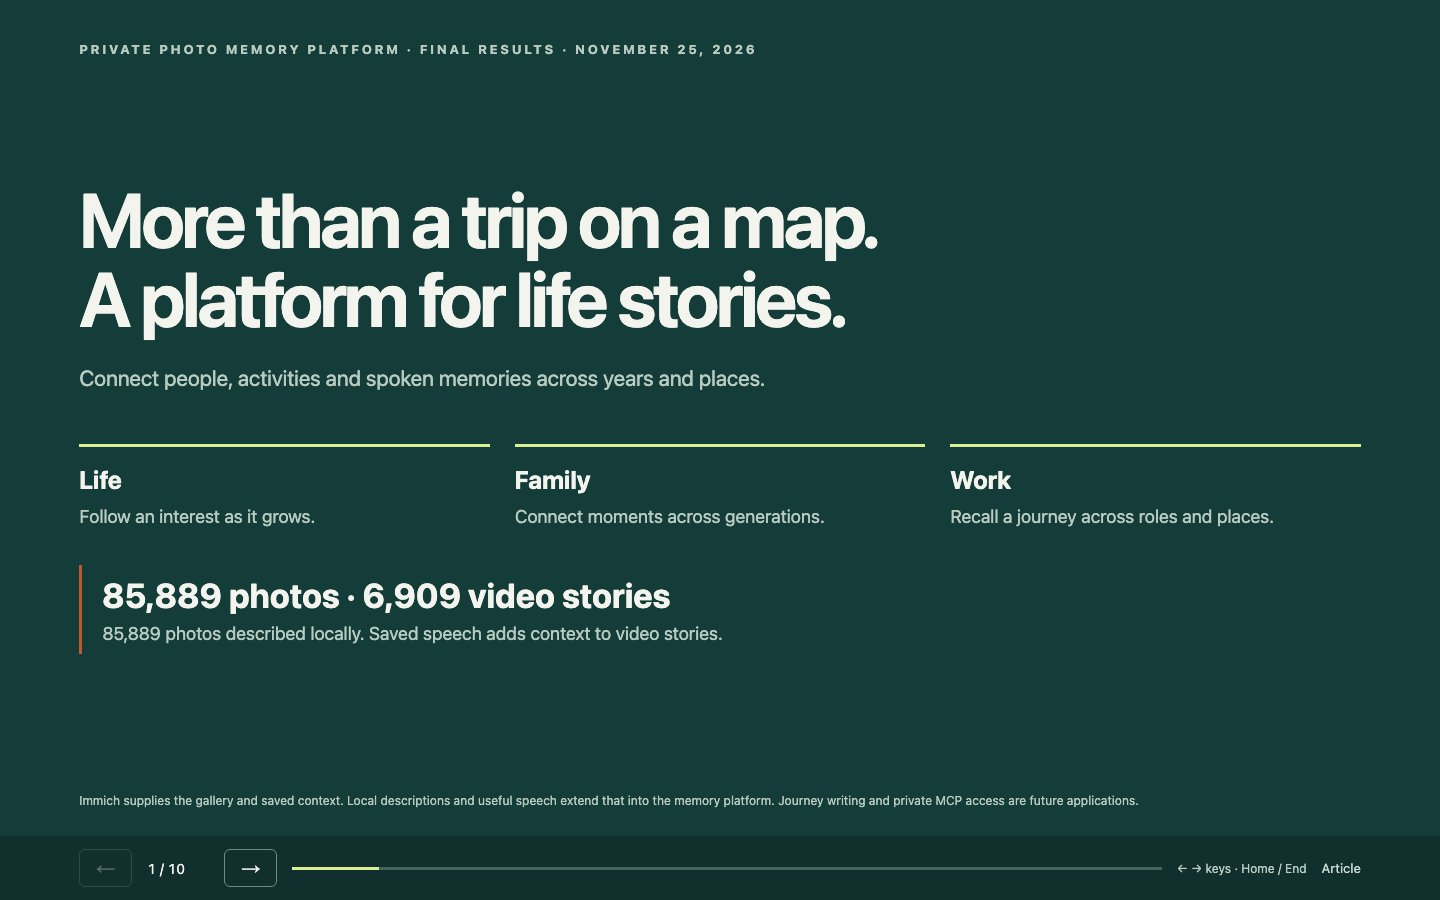 PRIVATE PHOTO MEMORY PLATFORM · FINAL RESULTS · NOVEMBER 25, 2026
More than a trip on a map.
A platform for life stories.
Connect people, activities and spoken memories across years and places.
Life
Follow an interest as it grows.
Family
Connect moments across generations.
Work
Recall a journey across roles and places.
85,889 photos · 6,909 video stories
85,889 photos described locally. Saved speech adds context to video stories.
Immich supplies the gallery and saved context. Local descriptions and useful speech extend that into the memory platform. Journey writing and private MCP access are future applications.
← 1 / 10 → ← → keys · Home / End Article